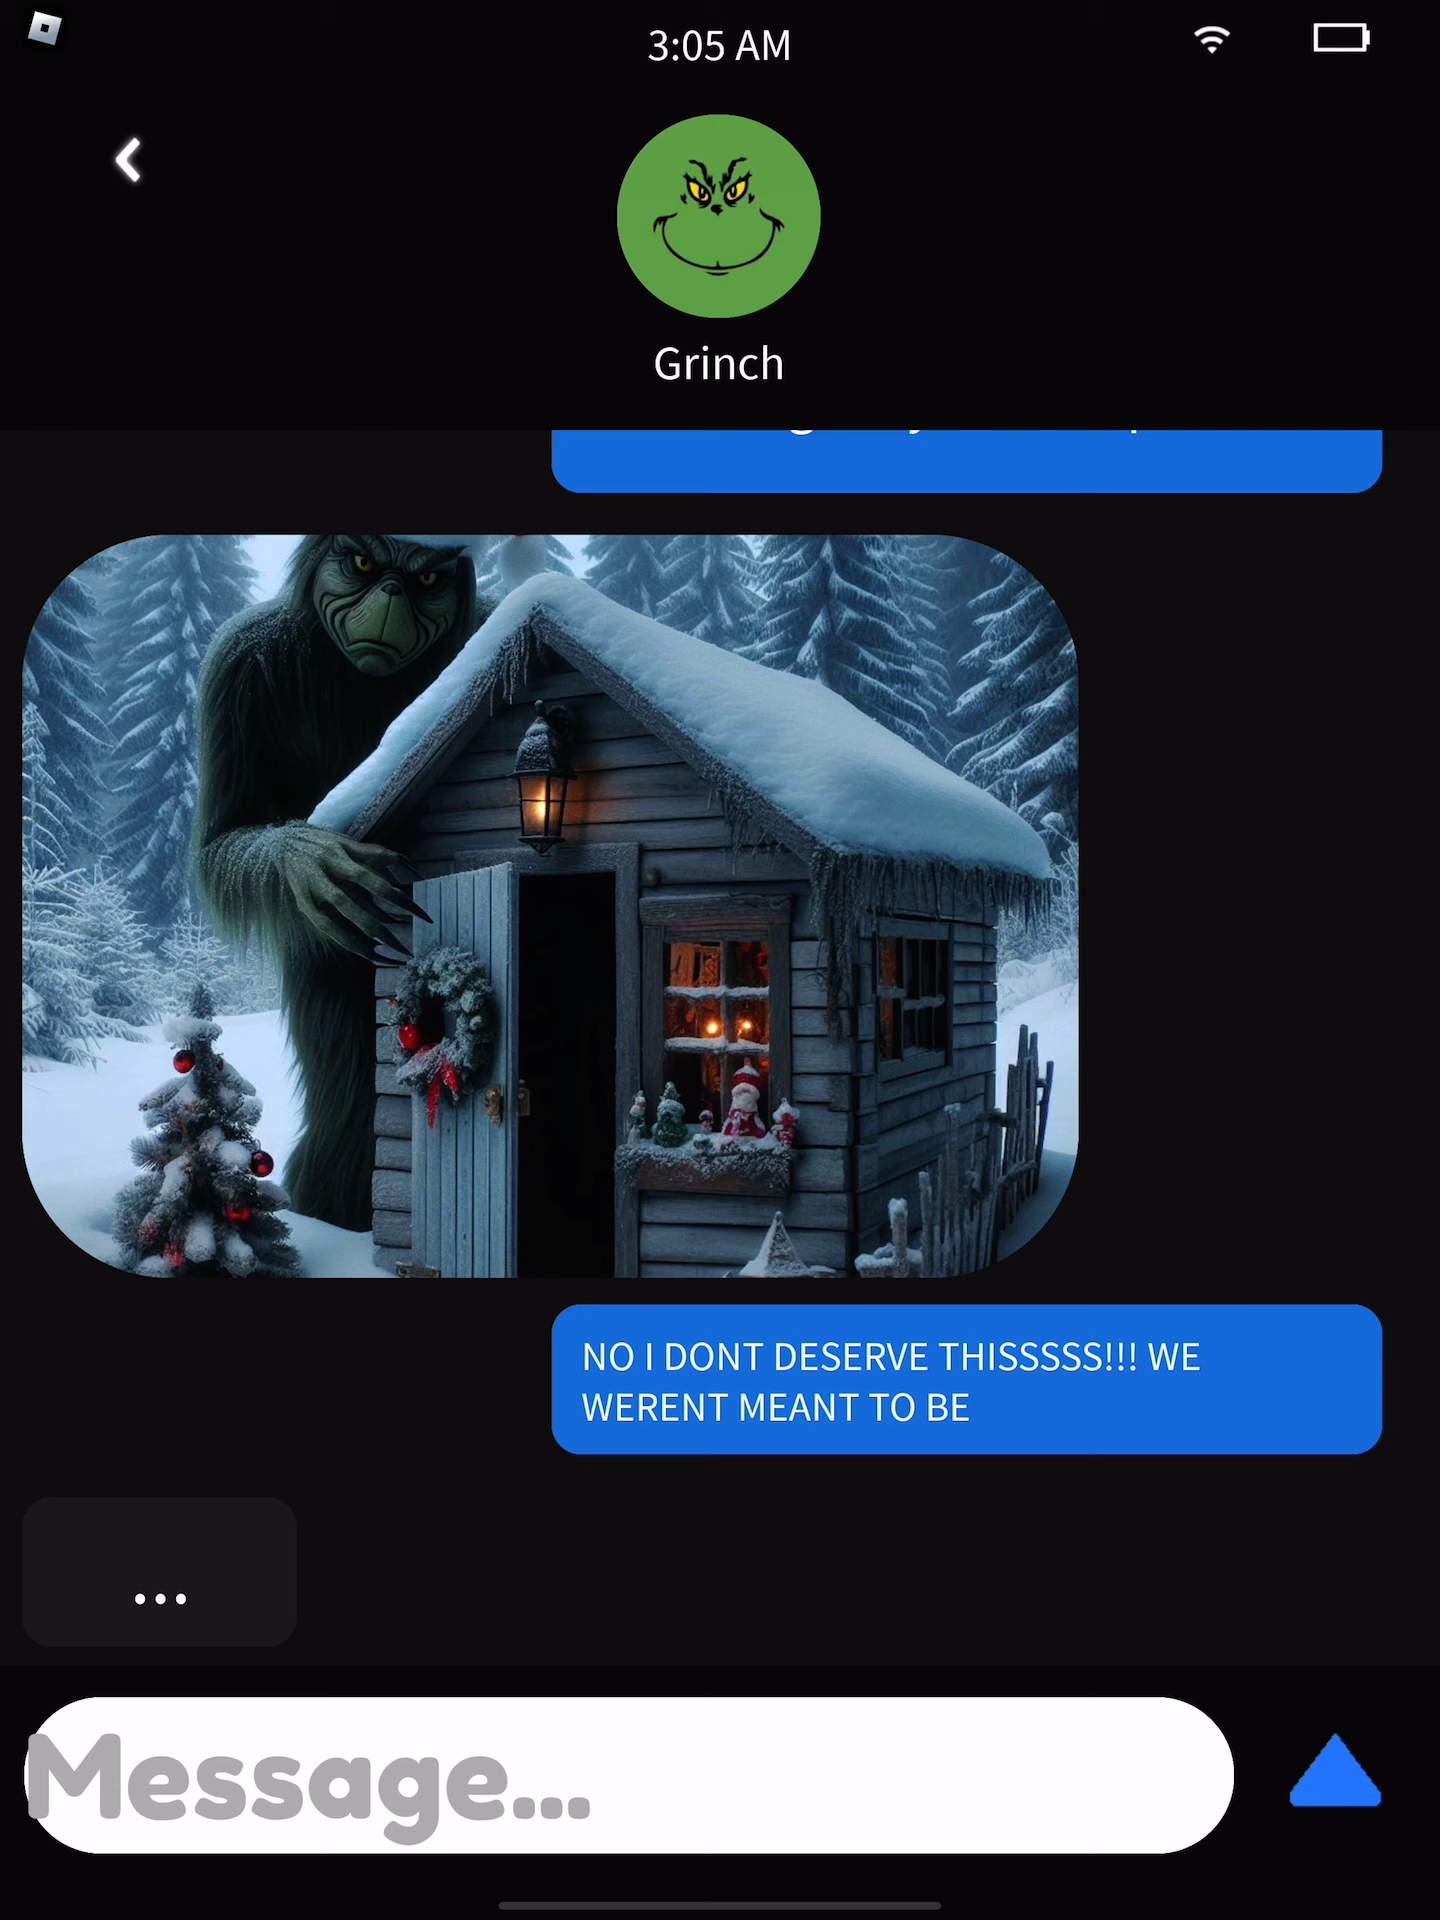 3:05 AM
Grinch
NO I DONT DESERVE THISSSSS!!! WE
WERENT MEANT TO BE
...
Message...